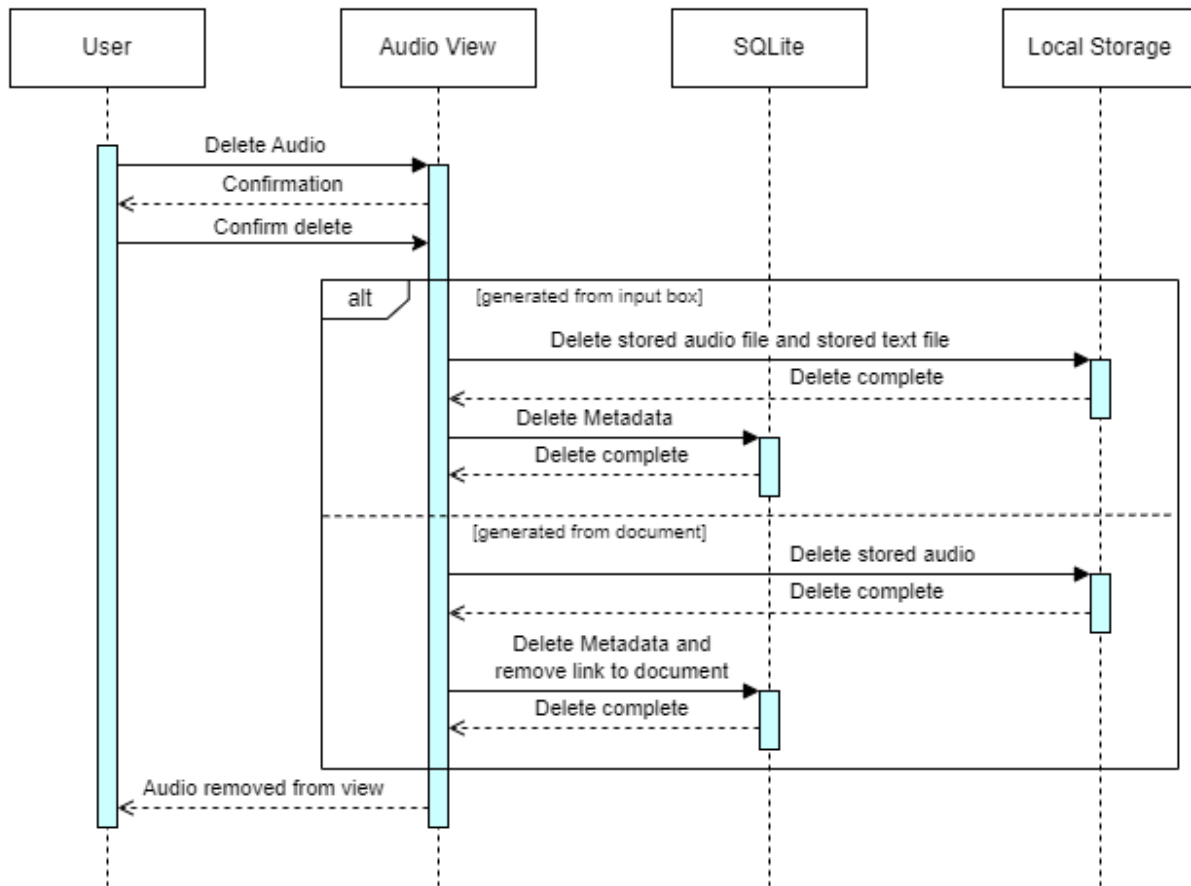 User
Audio View
SQLite
Local Storage
Delete Audio
Confirmation
Confirm delete
alt
[generated from input box]
Delete stored audio file and stored text file
Delete complete
Delete Metadata
Delete complete
[generated from document]
Delete stored audio
Delete complete
Delete Metadata and
remove link to document
Delete complete
Audio removed from view